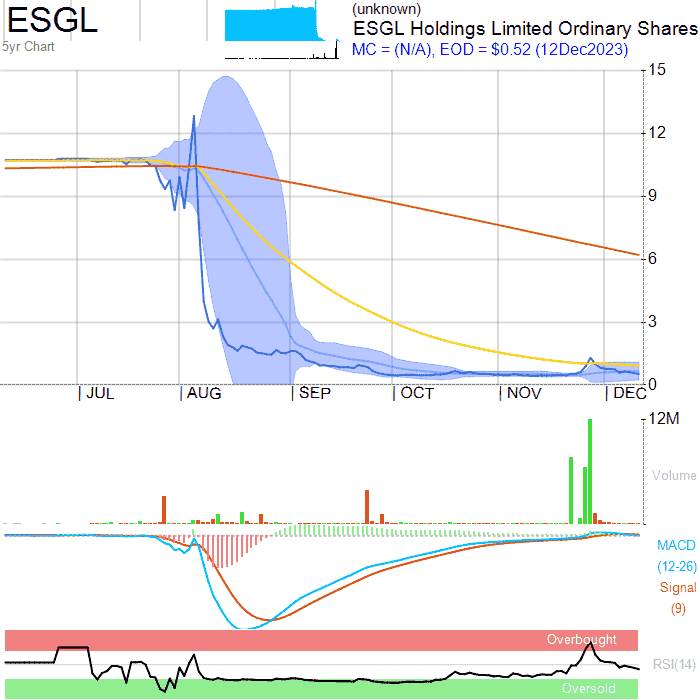 ESGL
5yr Chart
(unknown)
ESGL Holdings Limited Ordinary Shares
MC = (N/A), EOD = $0.52 (12Dec2023)
15
12
9
6
3
0
JUL AUG SEP OCT NOV DEC
12M
Volume
MACD
(12-26)
Signal
(9)
Overbought
RSI(14)
Oversold